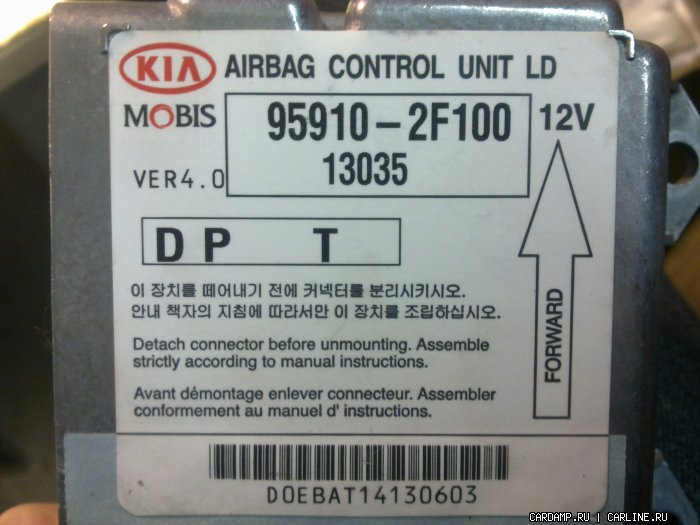 KIA AIRBAG CONTROL UNIT LD
MOBIS 95910-2F100 12V
VER4.0 13035
DP T
이 장치를 떼어내기 전에 커넥터를 분리시키시오.
안내 책자의 지침에 따라서만 이 장치를 조립하십시오.
Detach connector before unmounting. Assemble
strictly according to manual instructions.
FORWARD
Avant démontage enlever connecteur. Assembler
conformement au manuel d' instructions.
D0EBAT14130603
CARDAMP.RU | CARLINE.RU